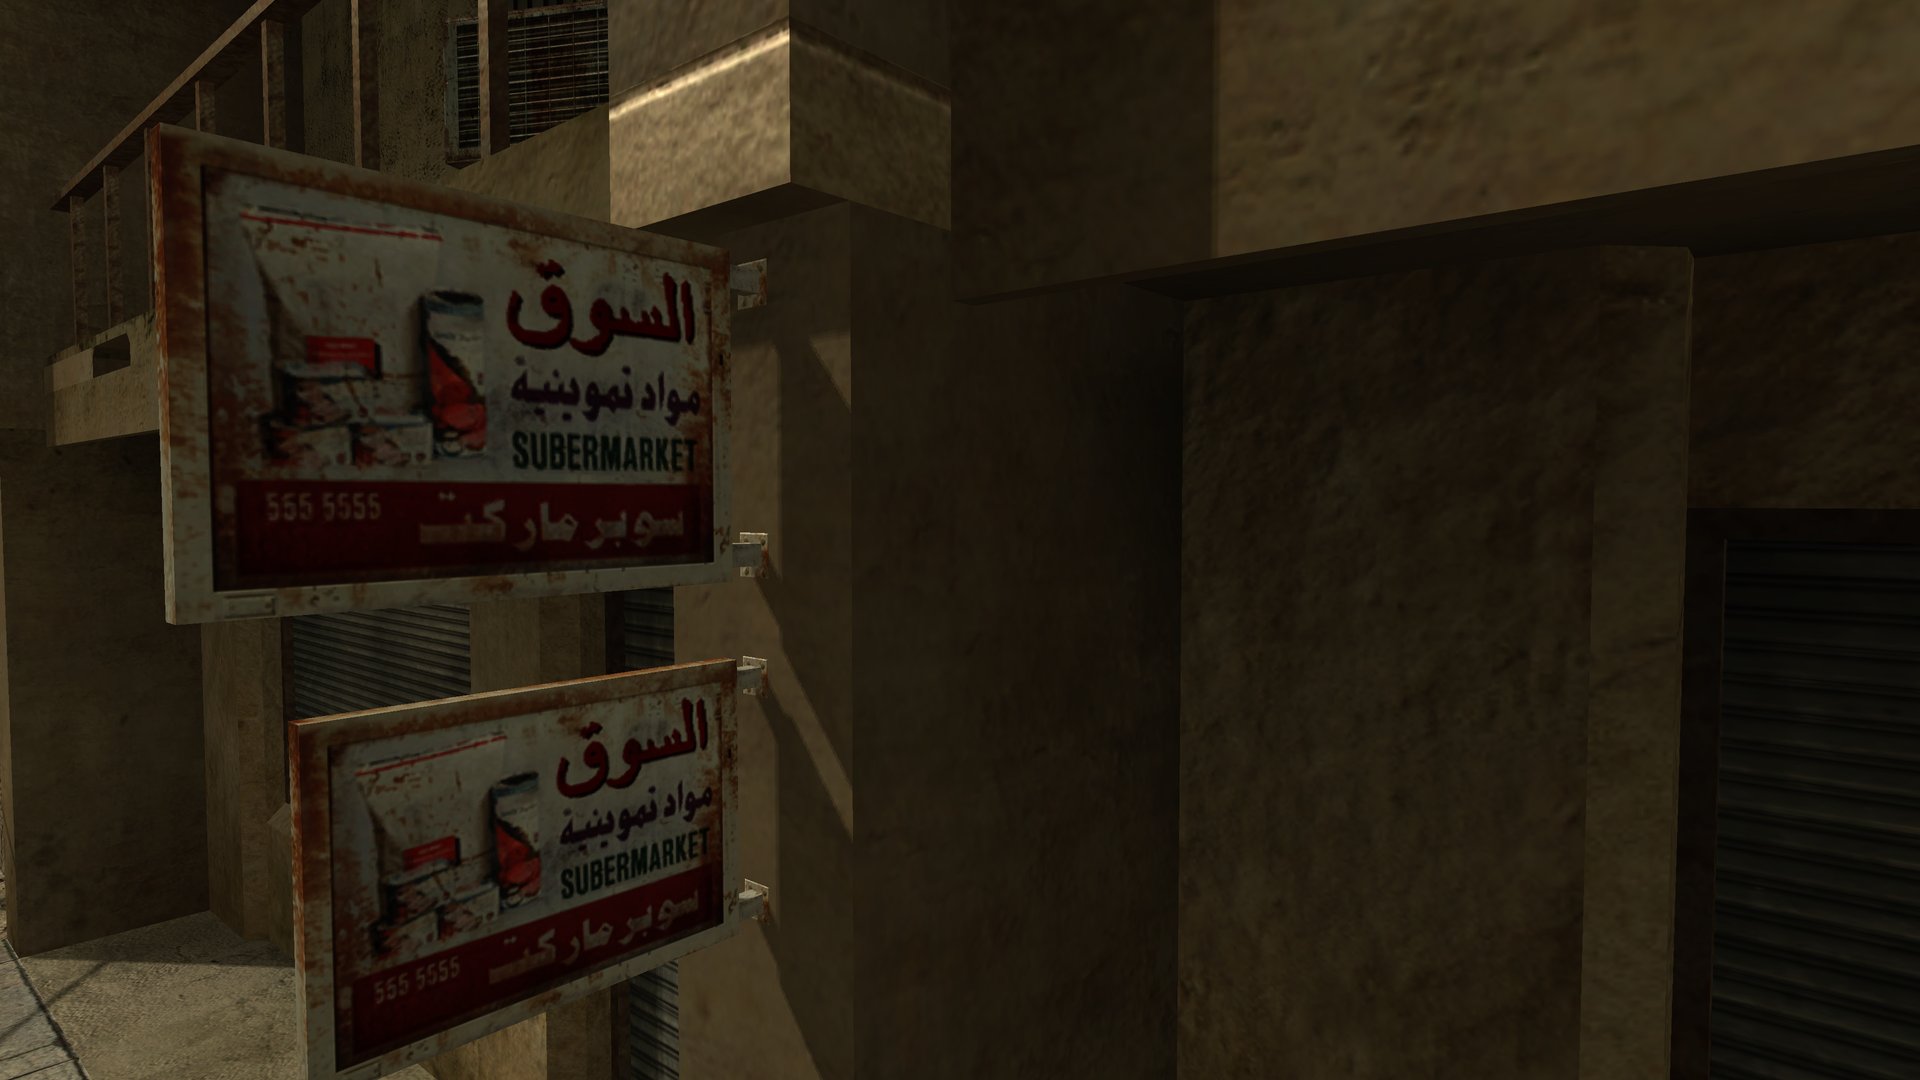 السوق
مواد تموينية
SUBERMARKET
555 5555 سوبر ماركت
السوق
مواد تموينية
SUBERMARKET
سوبر ماركت
555 5555